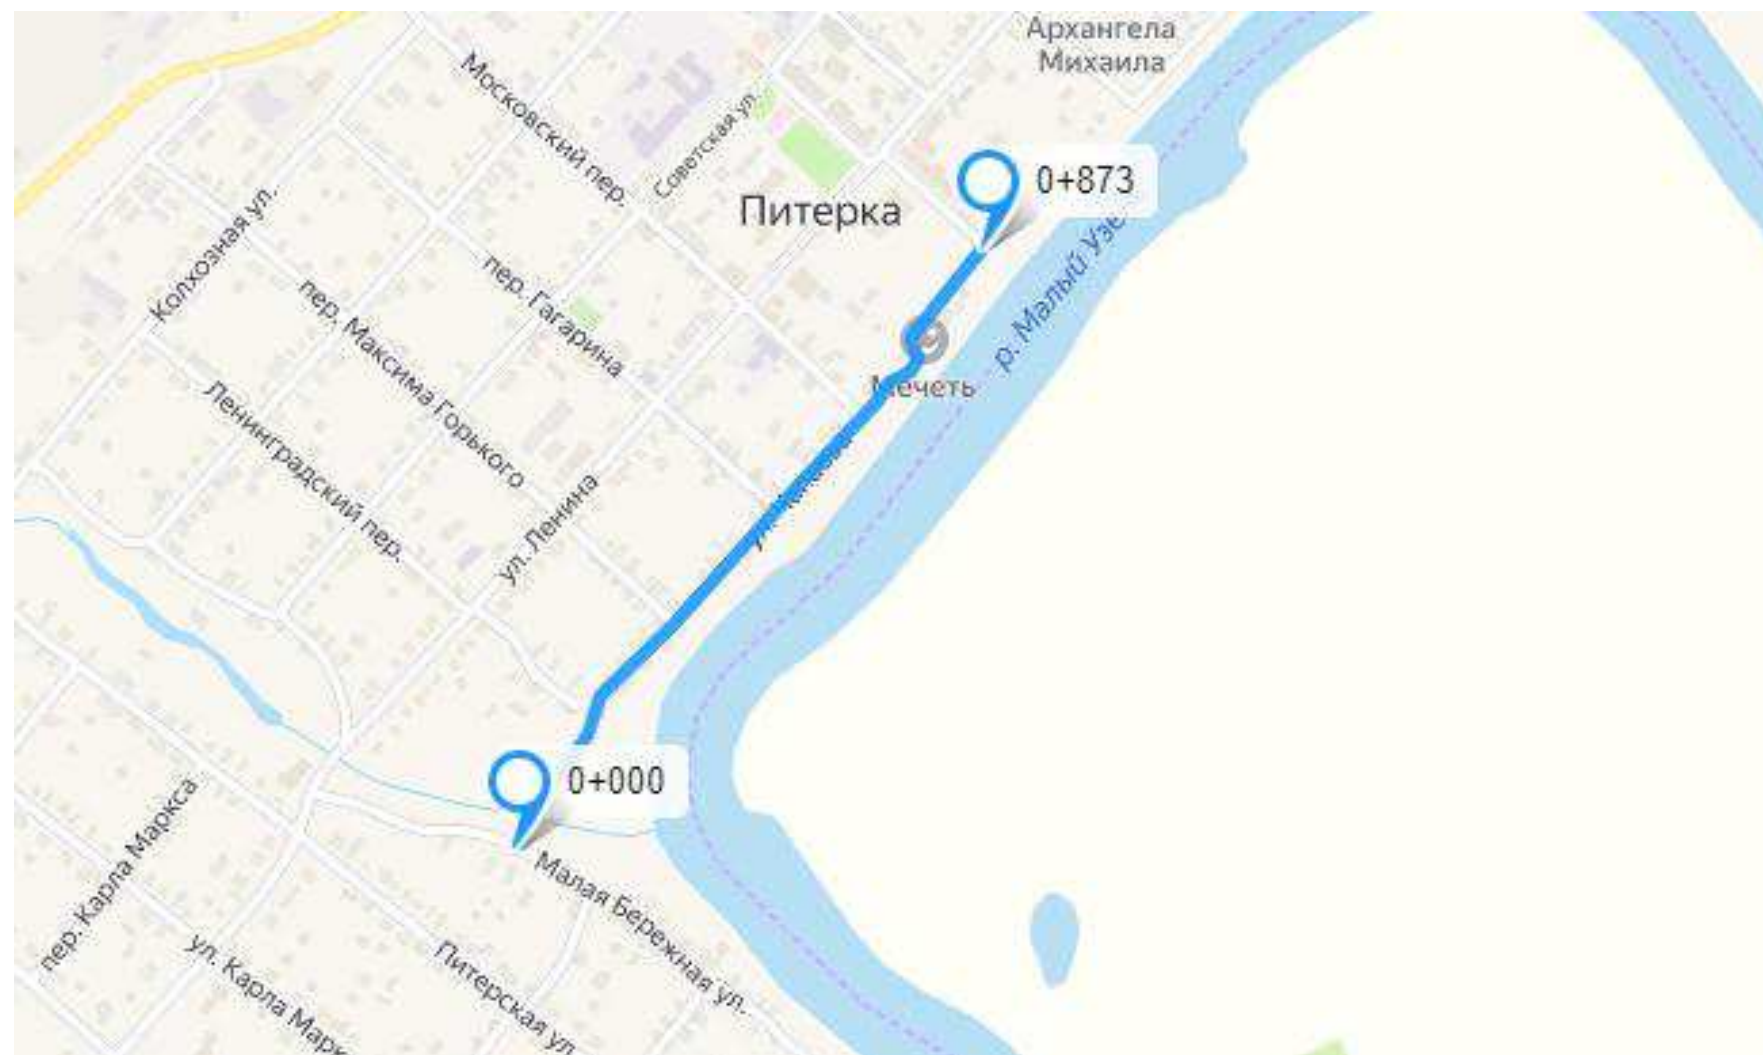 Архангела
Михаила
Московский пер.
Советская ул.
0+873
Питерка
Колхозная ул.
пер. Гагарина
р. Малый Узе
пер. Максима Горького
Мечеть
Ленинградский пер.
ул. Ленина
0+000
пер. Карла Маркса
Малая Бережная ул.
ул. Карла Марк
Питерская ул.